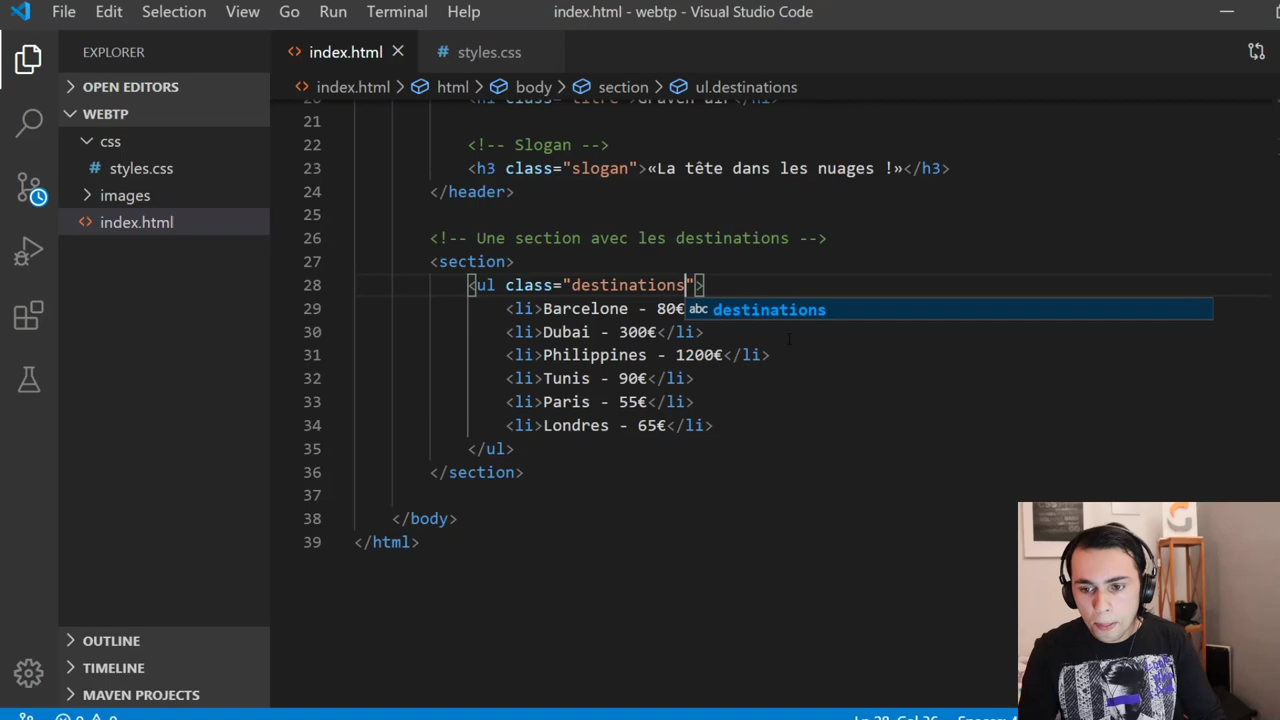 File Edit Selection View Go Run Terminal Help index.html - webtp - Visual Studio Code
EXPLORER
OPEN EDITORS
WEBTP
css
# styles.css
images
<> index.html
OUTLINE
TIMELINE
MAVEN PROJECTS
<> index.html # styles.css
<> index.html > html > body > section > ul.destinations
21
22 <!-- Slogan -->
23 <h3 class="slogan">«La tête dans les nuages !»</h3>
24 </header>
25
26 <!-- Une section avec les destinations -->
27 <section>
28 <ul class="destinations">
abc destinations
29 <li>Barcelone - 80€
30 <li>Dubai - 300€</li>
31 <li>Philippines - 1200€</li>
32 <li>Tunis - 90€</li>
33 <li>Paris - 55€</li>
34 <li>Londres - 65€</li>
35 </ul>
36 </section>
37
38 </body>
39 </html>